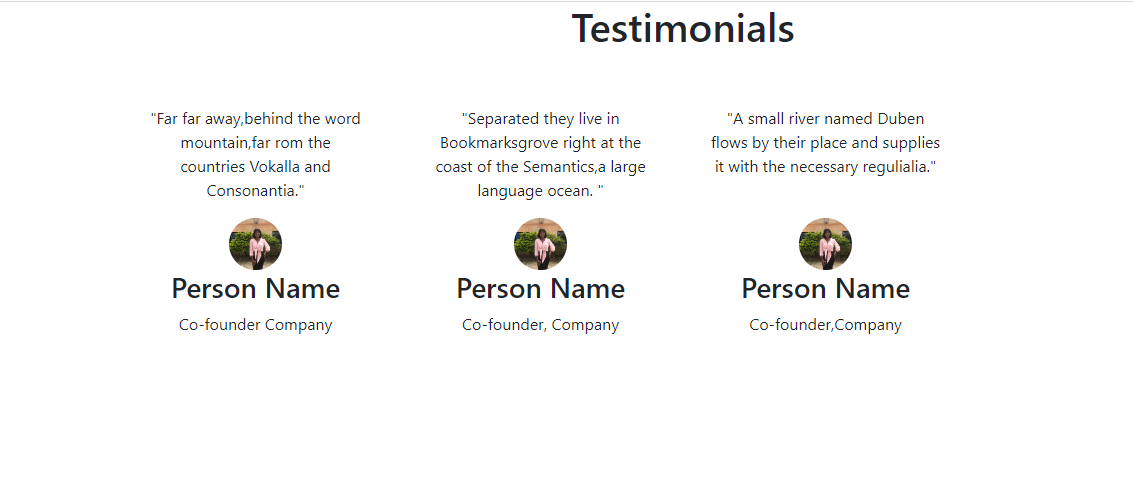 Testimonials
"Far far away,behind the word
mountain,far rom the
countries Vokalla and
Consonantia."
"Separated they live in
Bookmarksgrove right at the
coast of the Semantics,a large
language ocean. "
"A small river named Duben
flows by their place and supplies
it with the necessary regulialia."
Person Name
Co-founder Company
Person Name
Co-founder, Company
Person Name
Co-founder,Company